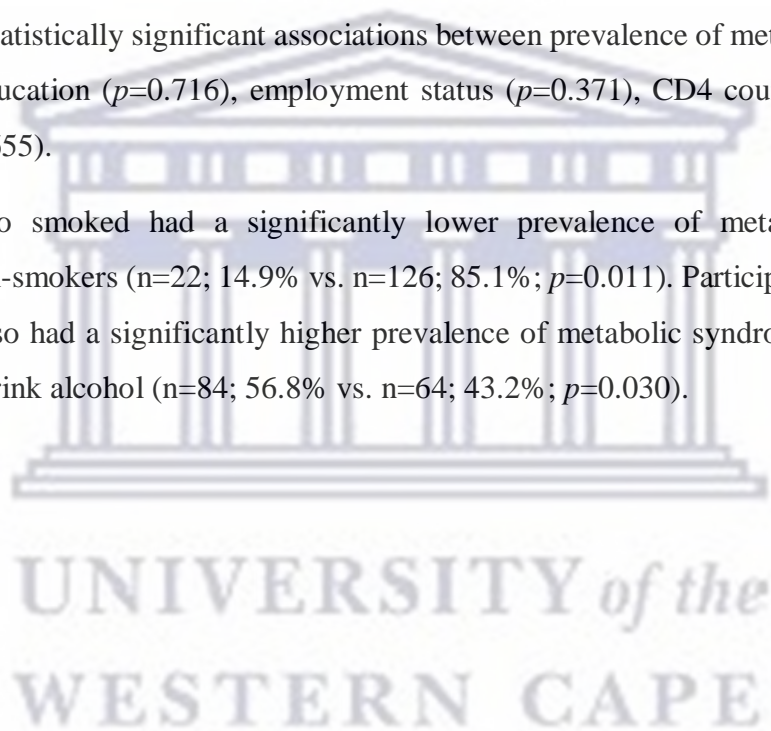 atistically significant associations between prevalence of met
ucation (p=0.716), employment status (p=0.371), CD4 cou
55).
o smoked had a significantly lower prevalence of meta
-smokers (n=22; 14.9% vs. n=126; 85.1%; p=0.011). Particip
so had a significantly higher prevalence of metabolic syndro
rink alcohol (n=84; 56.8% vs. n=64; 43.2%; p=0.030).
UNIVERSITY of the
WESTERN CAPE